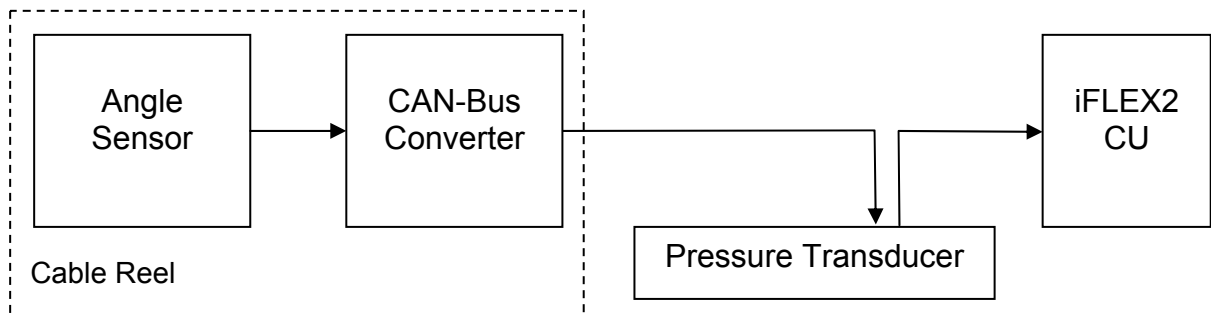 Angle
Sensor
CAN-Bus
Converter
iFLEX2
CU
Pressure Transducer
Cable Reel